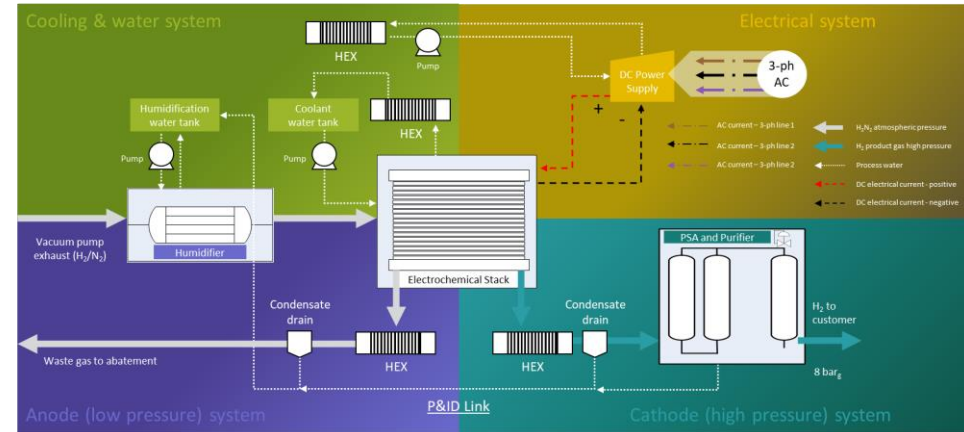 Cooling & water system
Electrical system
HEX
Pump
DC Power
Supply
3-ph
AC
Humidification
water tank
Coolant
water tank
HEX
+
-
Pump
Pump
AC current – 3-ph line 1
AC current – 3-ph line 2
AC current – 3-ph line 2
H₂N₂ atmospheric pressure
H₂ product gas high pressure
Process water
DC electrical current - positive
DC electrical current - negative
Vacuum pump
exhaust (H₂/N₂)
Humidifier
Electrochemical Stack
PSA and Purifier
Condensate
drain
Condensate
drain
H₂ to
customer
Waste gas to abatement
HEX
HEX
8 barg
P&ID Link
Anode (low pressure) system
Cathode (high pressure) system